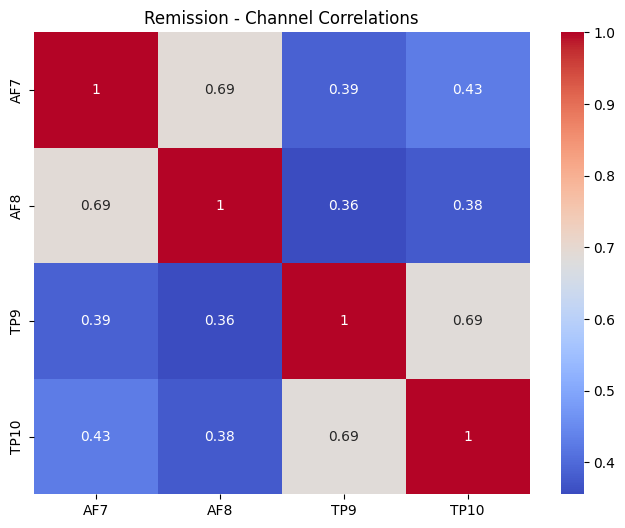 Remission - Channel Correlations
AF7 1 0.69 0.39 0.43
AF8 0.69 1 0.36 0.38
TP9 0.39 0.36 1 0.69
TP10 0.43 0.38 0.69 1
AF7 AF8 TP9 TP10
1.0
0.9
0.8
0.7
0.6
0.5
0.4